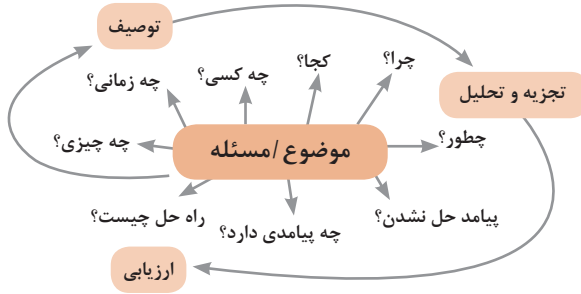 توصیف
چرا؟
کجا؟
چه کسی؟
چه زمانی؟
تجزیه و تحلیل
چطور؟
موضوع/مسئله
چه چیزی؟
پیامد حل نشدن؟
چه پیامدی دارد؟
راه حل چیست؟
ارزیابی